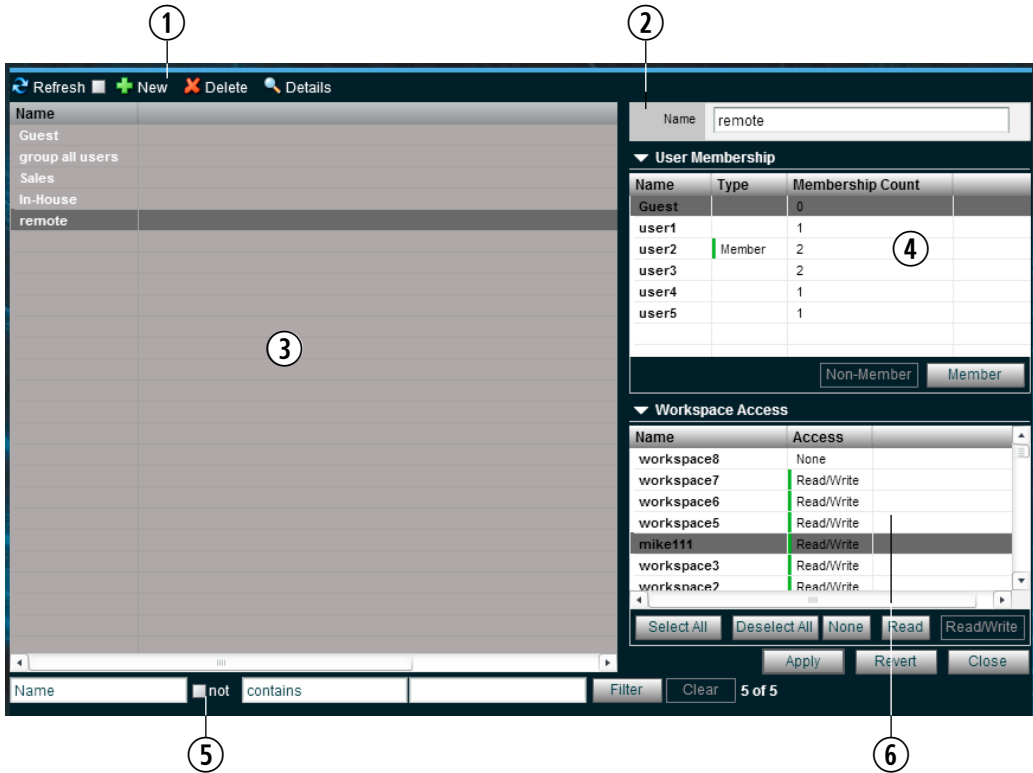 1
2
Refresh New Delete Details
Name
Guest
group all users
Sales
In-House
remote
3
Name remote
User Membership
Name Type Membership Count
Guest 0
user1 1
user2 Member 2
user3 2
user4 1
user5 1
4
Non-Member Member
Workspace Access
Name Access
workspace8 None
workspace7 Read/Write
workspace6 Read/Write
workspace5 Read/Write
mike111 Read/Write
workspace3 Read/Write
workspace2 Read/Write
Select All Deselect All None Read Read/Write
Apply Revert Close
Name not contains Filter Clear 5 of 5
5
6